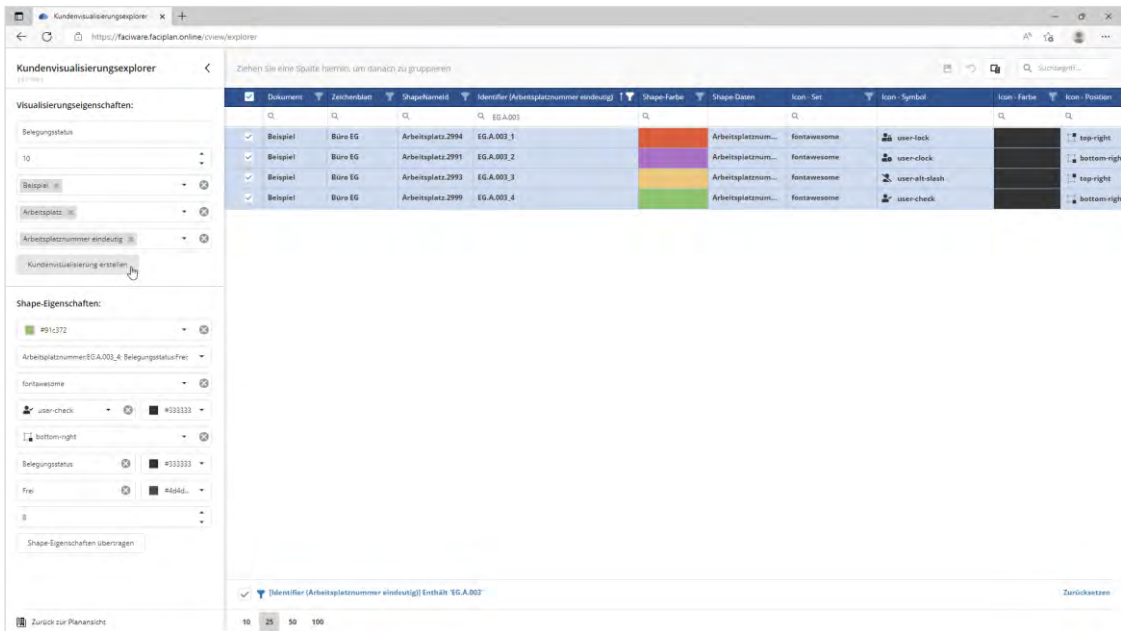 Kundenvisualisierungsexplorer
https://faciware.faciplan.online/cview/explorer
Kundenvisualisierungsexplorer
Visualisierungseigenschaften:
Belegungsstatus
10
Beispiel
Arbeitsplatz
Arbeitsplatznummer eindeutig
Kundenvisualisierung erstellen
Shape-Eigenschaften:
#91c372
Arbeitsplatznummer:EG.A.003_4; Belegungsstatus:Frei;
fontawesome
user-check #333333
bottom-right
Belegungsstatus #333333
Frei #4d4d...
8
Shape-Eigenschaften übertragen
Zurück zur Planansicht
Ziehen Sie eine Spalte hierhin, um danach zu gruppieren
Suchbegriff...
Dokument Zeichenblatt ShapeNameId Identifier (Arbeitsplatznummer eindeutig) Shape-Farbe Shape-Daten Icon - Set Icon - Symbol Icon - Farbe Icon - Position
EG.A.003
Beispiel Büro EG Arbeitsplatz.2994 EG.A.003_1 Arbeitsplatznum... fontawesome user-lock top-right
Beispiel Büro EG Arbeitsplatz.2991 EG.A.003_2 Arbeitsplatznum... fontawesome user-clock bottom-righ
Beispiel Büro EG Arbeitsplatz.2993 EG.A.003_3 Arbeitsplatznum... fontawesome user-alt-slash top-right
Beispiel Büro EG Arbeitsplatz.2999 EG.A.003_4 Arbeitsplatznum... fontawesome user-check bottom-righ
[Identifier (Arbeitsplatznummer eindeutig)] Enthält 'EG.A.003' Zurücksetzen
10 25 50 100